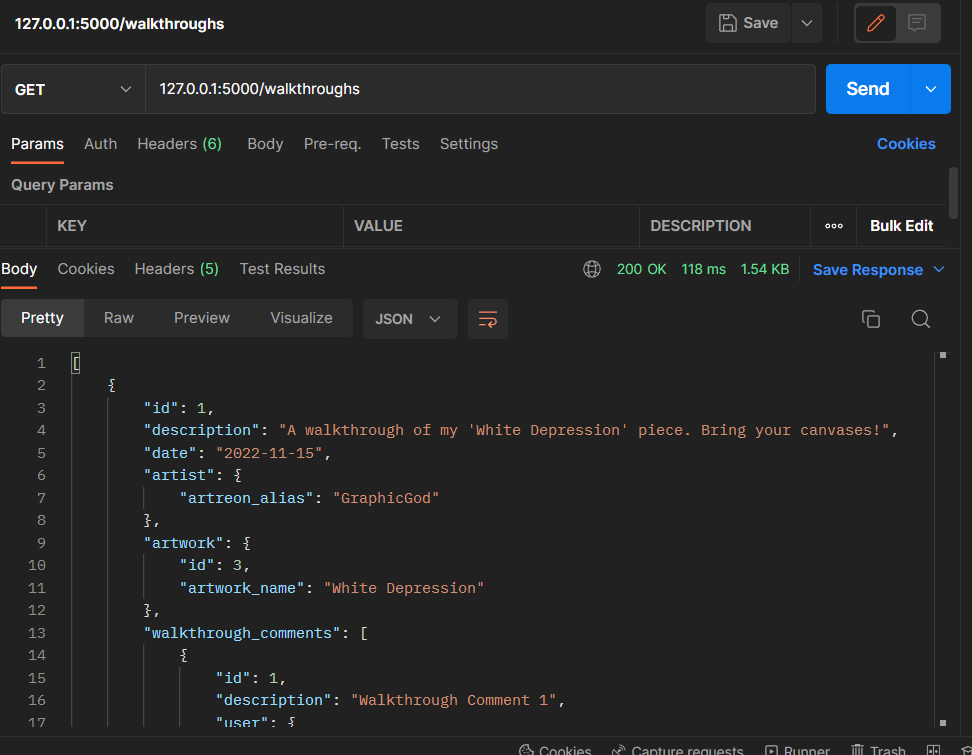 127.0.0.1:5000/walkthroughs
Save
GET 127.0.0.1:5000/walkthroughs Send
Params Auth Headers (6) Body Pre-req. Tests Settings Cookies
Query Params
KEY VALUE DESCRIPTION ooo Bulk Edit
Body Cookies Headers (5) Test Results 200 OK 118 ms 1.54 KB Save Response
Pretty Raw Preview Visualize JSON
1 [
2 {
3 "id": 1,
4 "description": "A walkthrough of my 'White Depression' piece. Bring your canvases!",
5 "date": "2022-11-15",
6 "artist": {
7 "artreon_alias": "GraphicGod"
8 },
9 "artwork": {
10 "id": 3,
11 "artwork_name": "White Depression"
12 },
13 "walkthrough_comments": [
14 {
15 "id": 1,
16 "description": "Walkthrough Comment 1",
17 "user": {
Cookies Capture requests Runner Trash